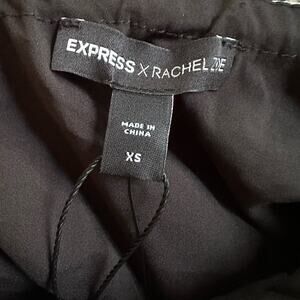 EXPRESS X RACHEL ZOE
MADE IN
CHINA
XS